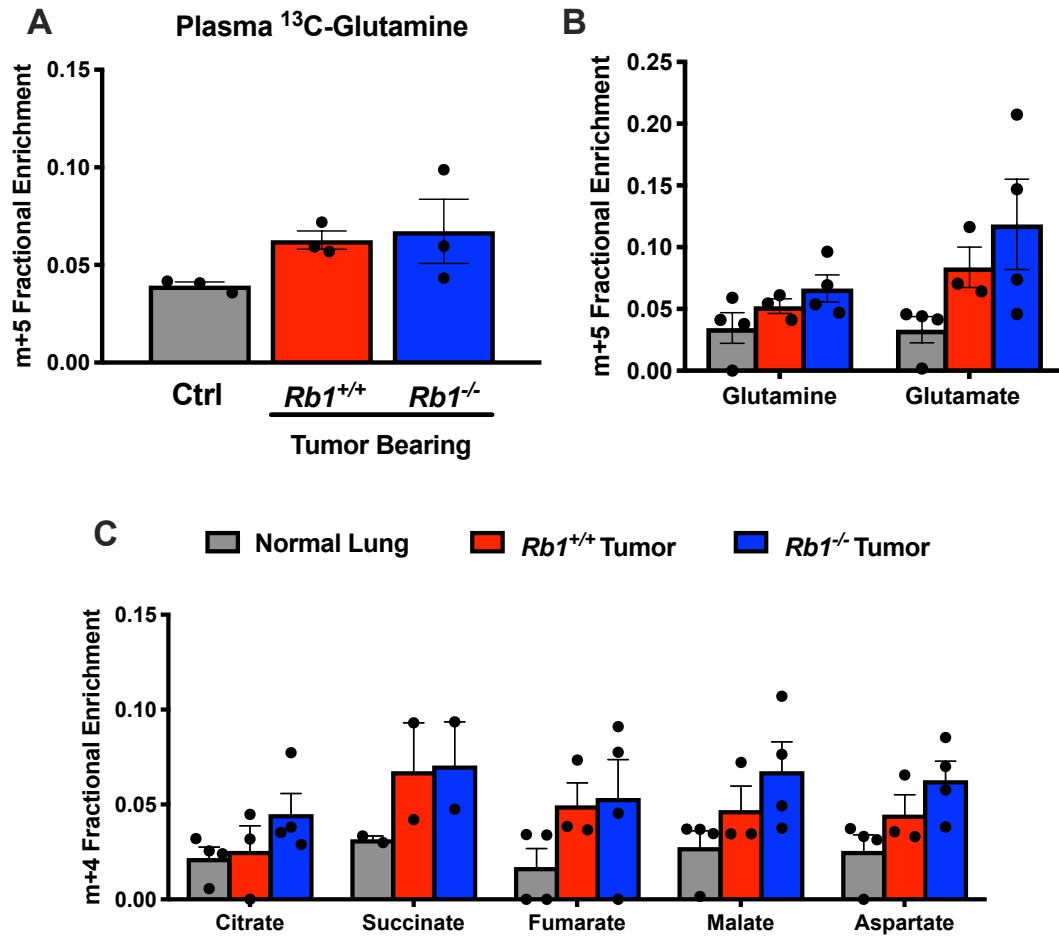 A
Plasma ¹³C-Glutamine
m+5 Fractional Enrichment
0.15
0.10
0.05
0.00
Ctrl
Rb1+/+
Rb1-/-
Tumor Bearing
B
m+5 Fractional Enrichment
0.25
0.20
0.15
0.10
0.05
0.00
Glutamine
Glutamate
C
Normal Lung
Rb1+/+ Tumor
Rb1-/- Tumor
m+4 Fractional Enrichment
0.15
0.10
0.05
0.00
Citrate
Succinate
Fumarate
Malate
Aspartate